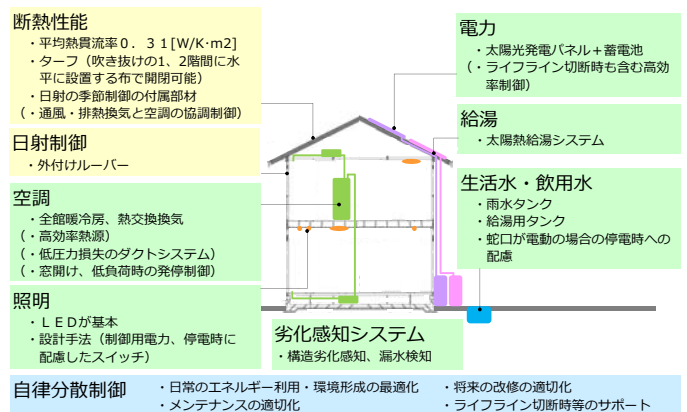 断熱性能
・平均熱貫流率０．３１[W/K·m2]
・ターフ（吹き抜けの1、2階間に水
平に設置する布で開閉可能）
・日射の季節制御の付属部材
（・通風・排熱換気と空調の協調制御）
日射制御
・外付けルーバー
空調
・全館暖冷房、熱交換換気
（・高効率熱源）
（・低圧力損失のダクトシステム）
（・窓開け、低負荷時の発停制御）
照明
・ＬＥＤが基本
・設計手法（制御用電力、停電時に
配慮したスイッチ）
電力
・太陽光発電パネル＋蓄電池
（・ライフライン切断時も含む高効
率制御）
給湯
・太陽熱給湯システム
生活水・飲用水
・雨水タンク
・給湯用タンク
・蛇口が電動の場合の停電時への
配慮
劣化感知システム
・構造劣化感知、漏水検知
自律分散制御
・日常のエネルギー利用・環境形成の最適化
・メンテナンスの適切化
・将来の改修の適切化
・ライフライン切断時等のサポート